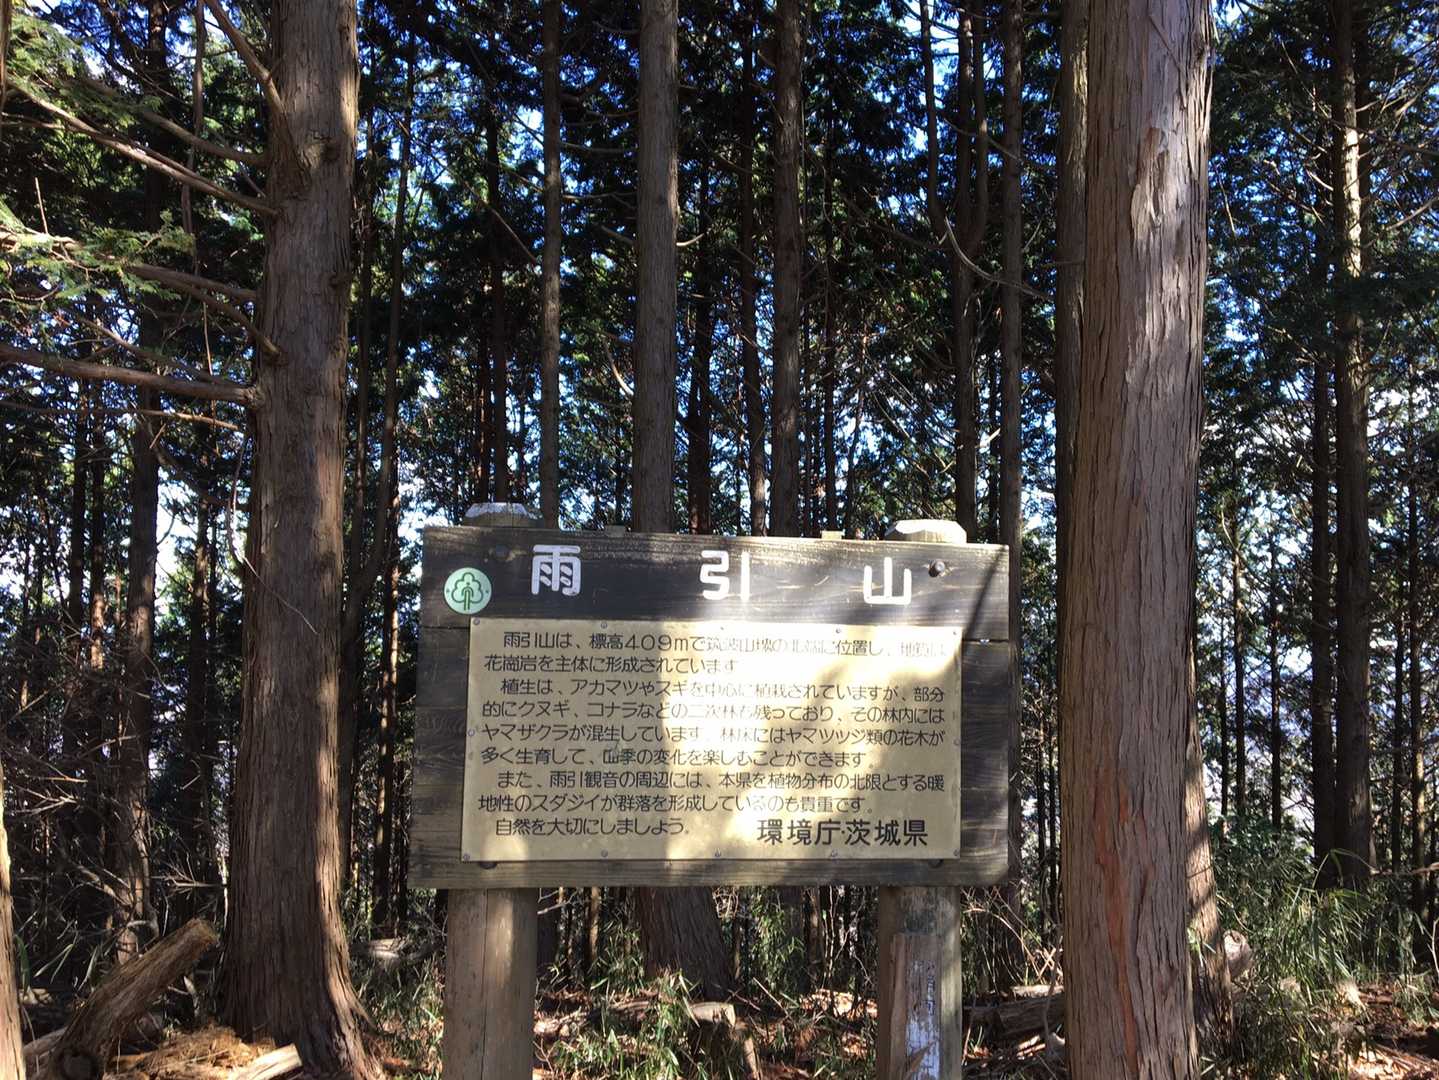 雨引山
雨引山は、標高409mで筑波山塊の北端に位置し、地質は
花崗岩を主体に形成されています
植生は、アカマツやスギを中心に植栽されていますが、部分
的にクヌギ、コナラなどの二次林も残っており、その林内には
ヤマザクラが混生しています。林床にはヤマツツジ類の花木が
多く生育して、四季の変化を楽しむことができます。
また、雨引観音の周辺には、本県を植物分布の北限とする暖
地性のスダジイが群落を形成しているのも貴重です。
自然を大切にしましょう。 環境庁・茨城県